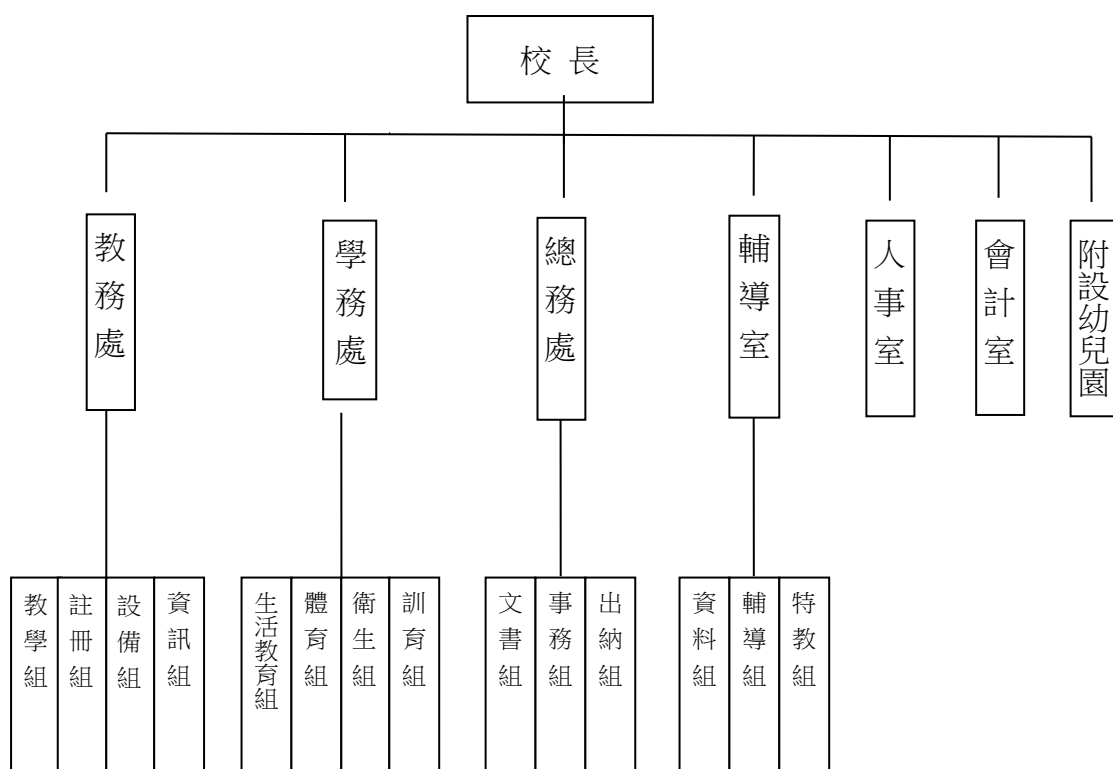 校 長
教務處
學務處
總務處
輔導室
人事室
會計室
附設幼兒園
教學組
註冊組
設備組
資訊組
生活教育組
體育組
衛生組
訓育組
文書組
事務組
出納組
資料組
輔導組
特教組